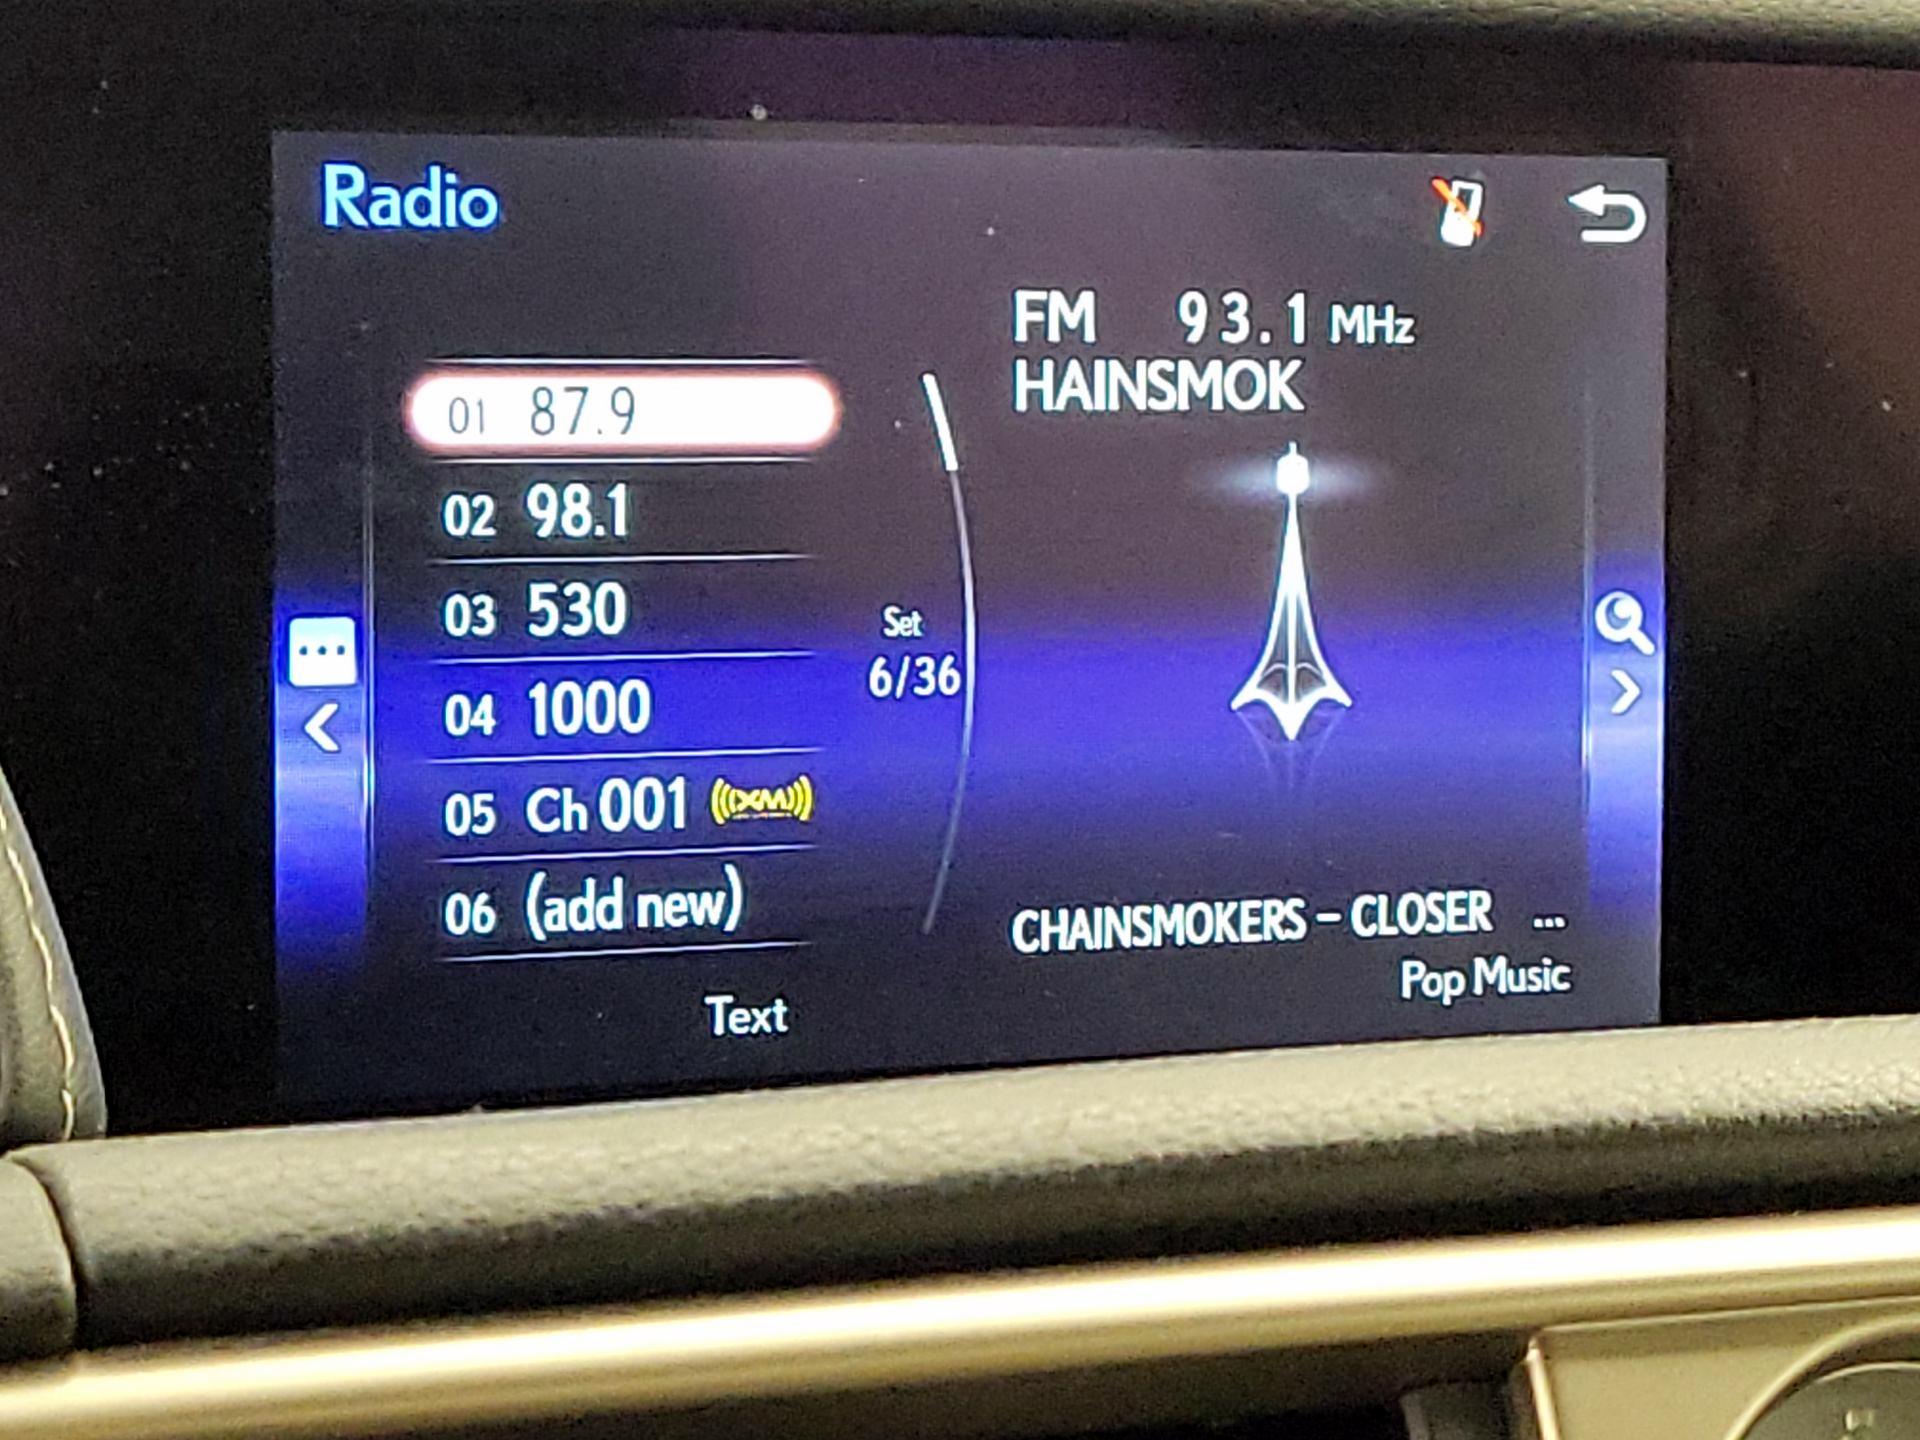 Radio
FM 93.1 MHz
HAINSMOK
01 87.9
02 98.1
03 530
04 1000
05 Ch 001 ((XM))
06 (add new)
Set
6/36
CHAINSMOKERS – CLOSER ...
Pop Music
Text